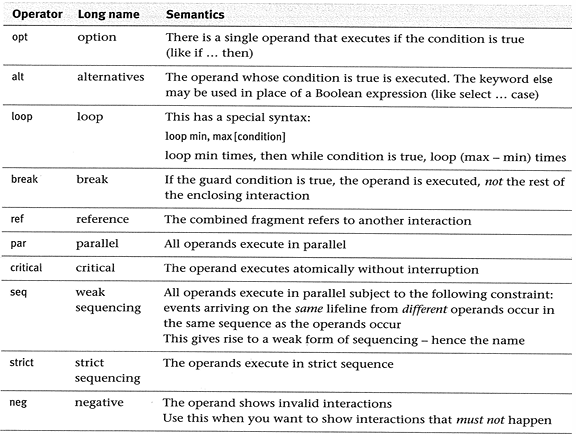 Operator Long name Semantics
opt option There is a single operand that executes if the condition is true
(like if ... then)
alt alternatives The operand whose condition is true is executed. The keyword else
may be used in place of a Boolean expression (like select ... case)
loop loop This has a special syntax:
loop min, max [condition]
loop min times, then while condition is true, loop (max – min) times
break break If the guard condition is true, the operand is executed, not the rest of
the enclosing interaction
ref reference The combined fragment refers to another interaction
par parallel All operands execute in parallel
critical critical The operand executes atomically without interruption
seq weak All operands execute in parallel subject to the following constraint:
sequencing events arriving on the same lifeline from different operands occur in
the same sequence as the operands occur
This gives rise to a weak form of sequencing – hence the name
strict strict The operands execute in strict sequence
sequencing
neg negative The operand shows invalid interactions
Use this when you want to show interactions that must not happen